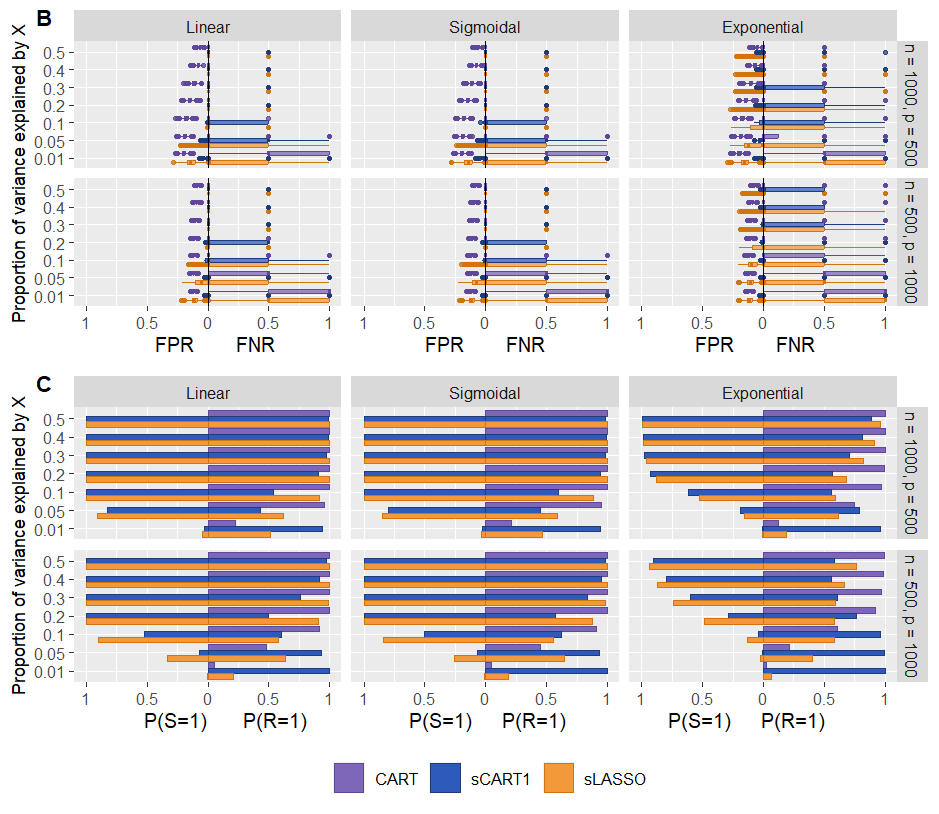 B
Linear Sigmoidal Exponential
Proportion of variance explained by X
0.5
0.4
0.3
0.2
0.1
0.05
0.01
n = 1000, p = 500
0.5
0.4
0.3
0.2
0.1
0.05
0.01
n = 500, p = 1000
1 0.5 0 0.5 1 1 0.5 0 0.5 1 1 0.5 0 0.5 1
FPR FNR FPR FNR FPR FNR
C
Linear Sigmoidal Exponential
Proportion of variance explained by X
0.5
0.4
0.3
0.2
0.1
0.05
0.01
n = 1000, p = 500
0.5
0.4
0.3
0.2
0.1
0.05
0.01
n = 500, p = 1000
1 0.5 0 0.5 1 1 0.5 0 0.5 1 1 0.5 0 0.5 1
P(S=1) P(R=1) P(S=1) P(R=1) P(S=1) P(R=1)
CART sCART1 sLASSO